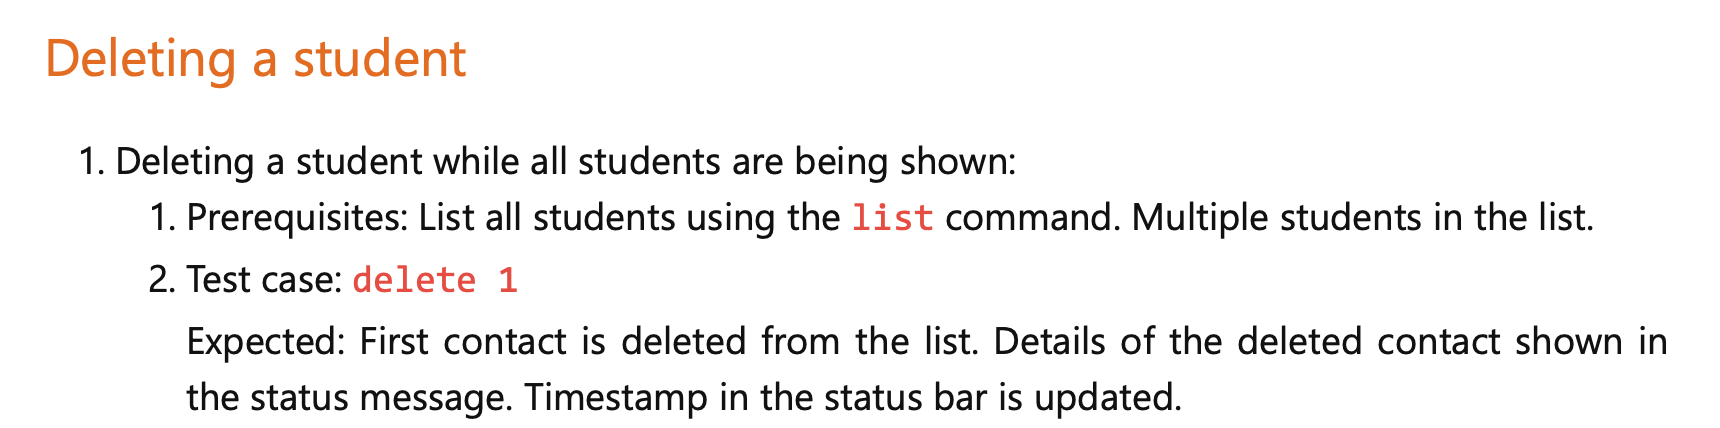 Deleting a student
1. Deleting a student while all students are being shown:
1. Prerequisites: List all students using the list command. Multiple students in the list.
2. Test case: delete 1
Expected: First contact is deleted from the list. Details of the deleted contact shown in
the status message. Timestamp in the status bar is updated.